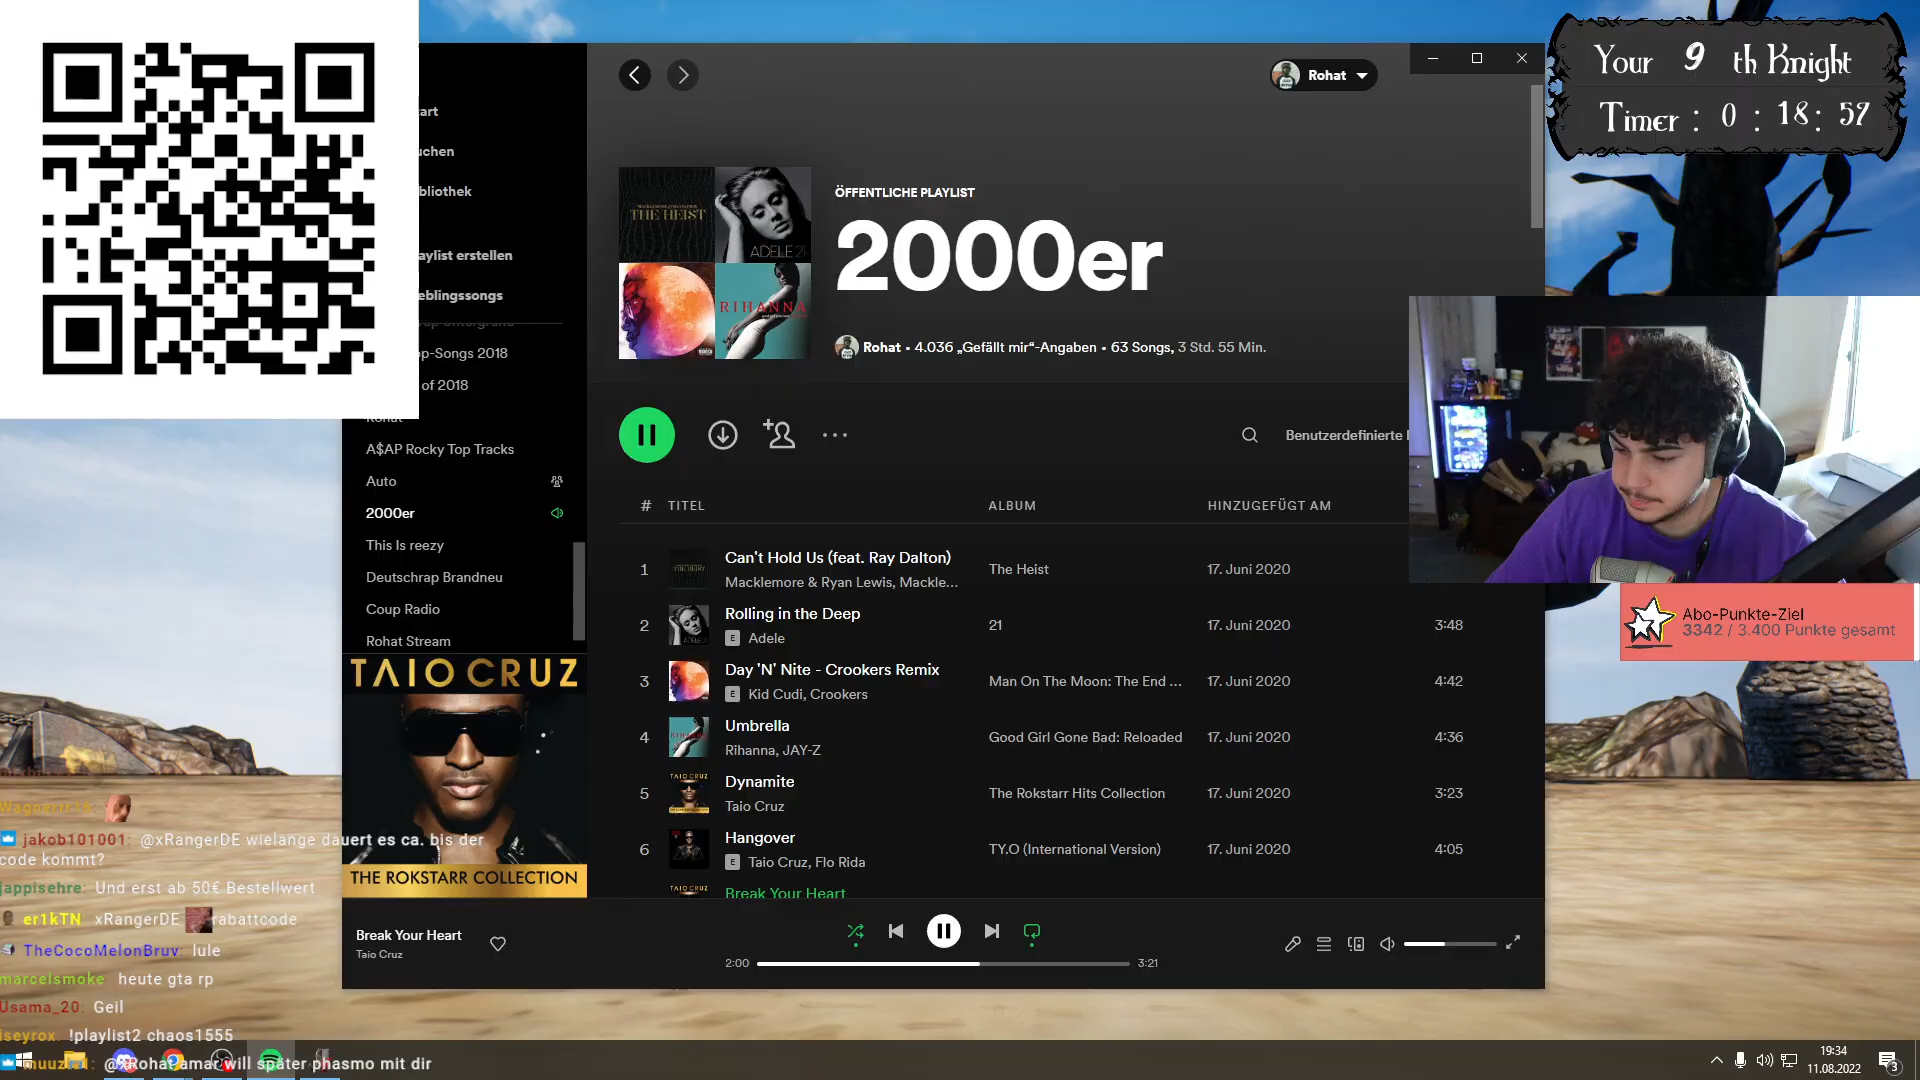 Your 9 th Knight
Timer : 0 : 18: 57
Rohat
ÖFFENTLICHE PLAYLIST
2000er
Rohat • 4.036 „Gefällt mir“-Angaben • 63 Songs, 3 Std. 55 Min.
THE HEIST
ADELE 21
RIHANNA
art
uchen
bliothek
aylist erstellen
eblingssongs
op-Songs 2018
of 2018
A$AP Rocky Top Tracks
Auto
2000er
This Is reezy
Deutschrap Brandneu
Coup Radio
Rohat Stream
TAIO CRUZ
THE ROKSTARR COLLECTION
Benutzerdefinierte
# TITEL ALBUM HINZUGEFÜGT AM
1 Can't Hold Us (feat. Ray Dalton) The Heist 17. Juni 2020
Macklemore & Ryan Lewis, Mackle...
2 Rolling in the Deep 21 17. Juni 2020 3:48
E Adele
3 Day 'N' Nite - Crookers Remix Man On The Moon: The End ... 17. Juni 2020 4:42
E Kid Cudi, Crookers
4 Umbrella Good Girl Gone Bad: Reloaded 17. Juni 2020 4:36
Rihanna, JAY-Z
5 Dynamite The Rokstarr Hits Collection 17. Juni 2020 3:23
Taio Cruz
6 Hangover TY.O (International Version) 17. Juni 2020 4:05
E Taio Cruz, Flo Rida
Break Your Heart
Abo-Punkte-Ziel
3342 / 3.400 Punkte gesamt
jakob101001: @xRangerDE wielange dauert es ca. bis der
code kommt?
jappisehre: Und erst ab 50€ Bestellwert
er1kTN: xRangerDE rabattcode
TheCocoMelonBruv: lule
marcelsmoke: heute gta rp
Usama_20: Geil
iseyrox: !playlist2 chaos1555
@xRohat amar will später phasmo mit dir
Break Your Heart
Taio Cruz
2:00
3:21
19:34
11.08.2022
3